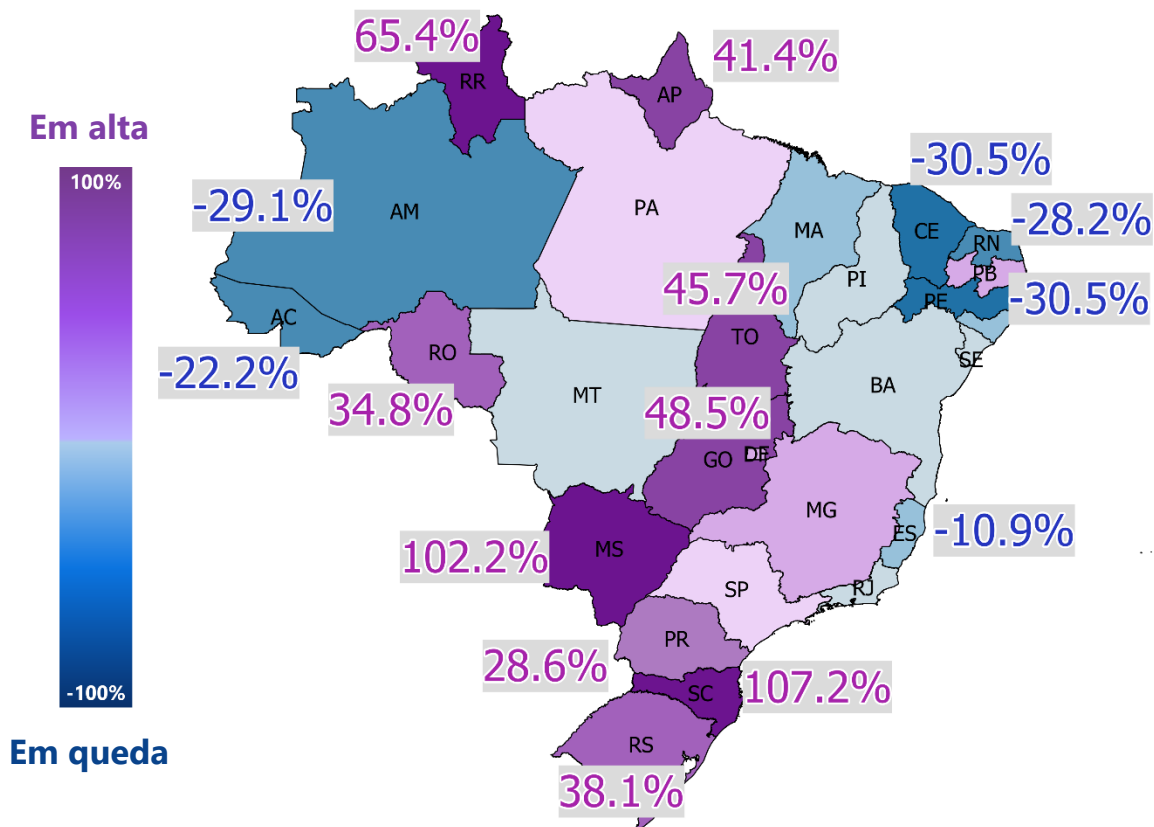 65.4%
41.4%
RR
AP
Em alta
100%
-30.5%
-29.1%
AM
PA
MA
CE
-28.2%
RN
PI
PB
45.7%
PE
-30.5%
AC
RO
TO
-22.2%
SE
MT
BA
34.8%
48.5%
GO
DF
MG
ES
-10.9%
102.2%
MS
SP
RJ
PR
28.6%
107.2%
SC
-100%
Em queda
RS
38.1%